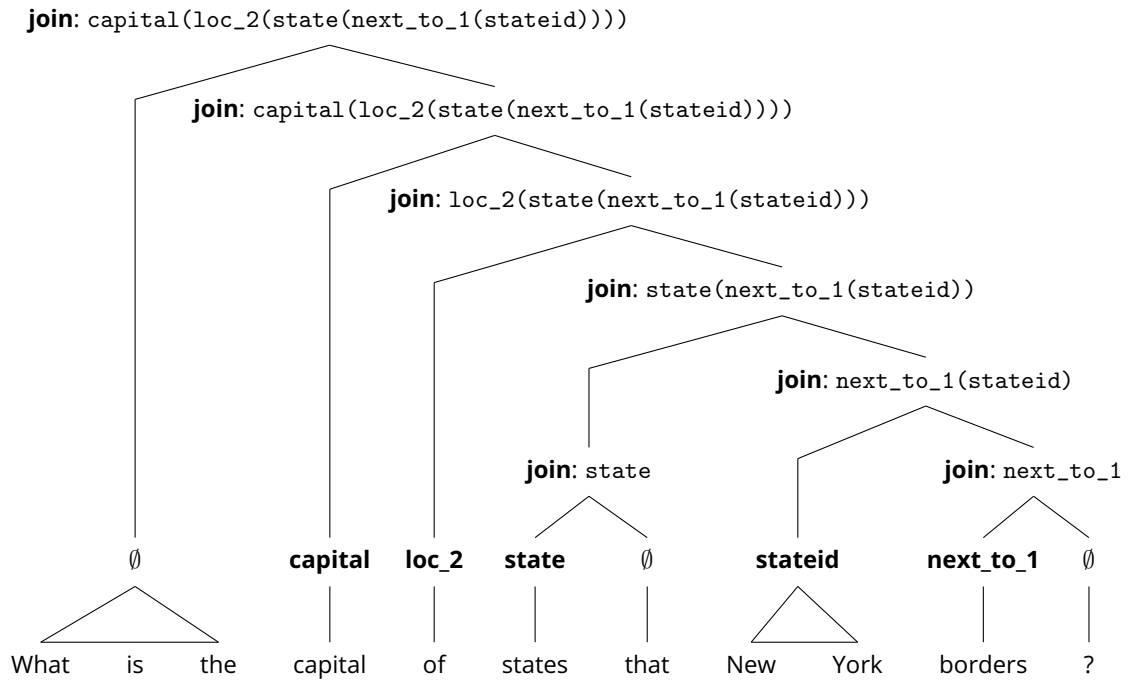 join: capital(loc_2(state(next_to_1(stateid))))
join: capital(loc_2(state(next_to_1(stateid))))
join: loc_2(state(next_to_1(stateid)))
join: state(next_to_1(stateid))
join: next_to_1(stateid)
join: state join: next_to_1
∅ capital loc_2 state ∅ stateid next_to_1 ∅
What is the capital of states that New York borders ?